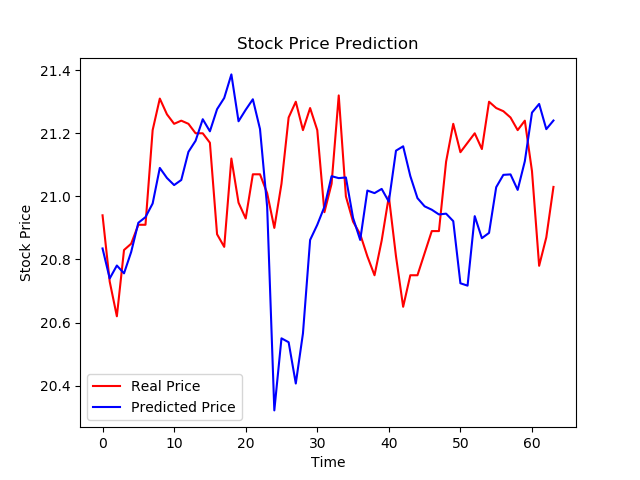 Stock Price Prediction
21.4
21.2
21.0
20.8
20.6
20.4
Stock Price
Real Price
Predicted Price
0 10 20 30 40 50 60
Time